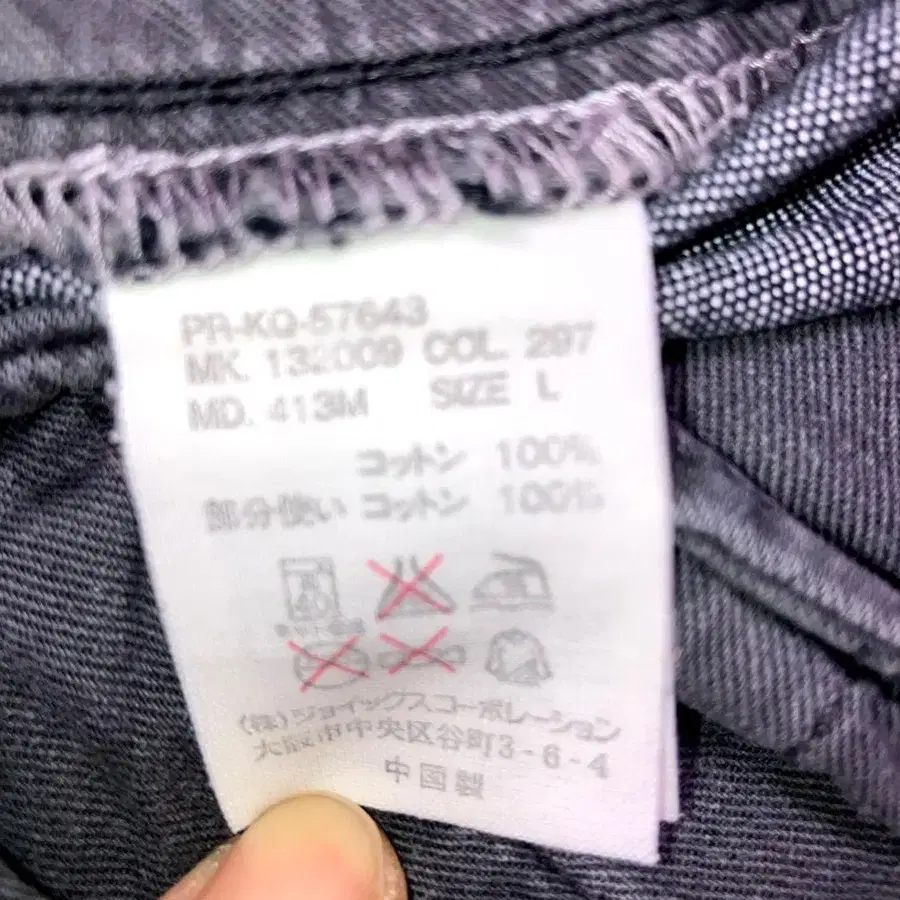 PR-KQ-57643
MK. 132009 COL. 297
MD. 413M SIZE L
コットン 100%
部分使い コットン 100%
40
(株)ジョイックスコーポレーション
大阪市中央区谷町3-6-4
中国製